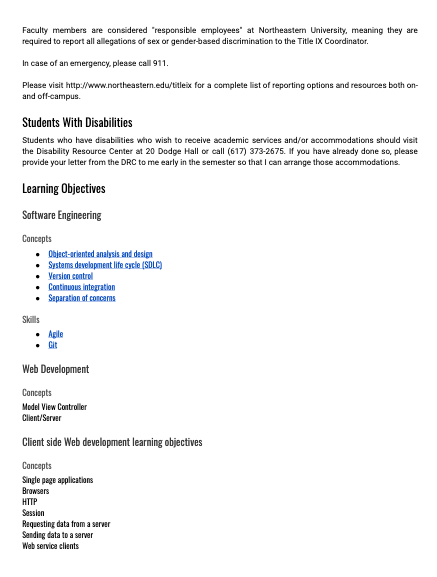 Faculty members are considered "responsible employees" at Northeastern University, meaning they are
required to report all allegations of sex or gender-based discrimination to the Title IX Coordinator.
In case of an emergency, please call 911.
Please visit http://www.northeastern.edu/titleix for a complete list of reporting options and resources both on-
and off-campus.
Students With Disabilities
Students who have disabilities who wish to receive academic services and/or accommodations should visit
the Disability Resource Center at 20 Dodge Hall or call (617) 373-2675. If you have already done so, please
provide your letter from the DRC to me early in the semester so that I can arrange those accommodations.
Learning Objectives
Software Engineering
Concepts
● Object-oriented analysis and design
● Systems development life cycle (SDLC)
● Version control
● Continuous integration
● Separation of concerns
Skills
● Agile
● Git
Web Development
Concepts
Model View Controller
Client/Server
Client side Web development learning objectives
Concepts
Single page applications
Browsers
HTTP
Session
Requesting data from a server
Sending data to a server
Web service clients